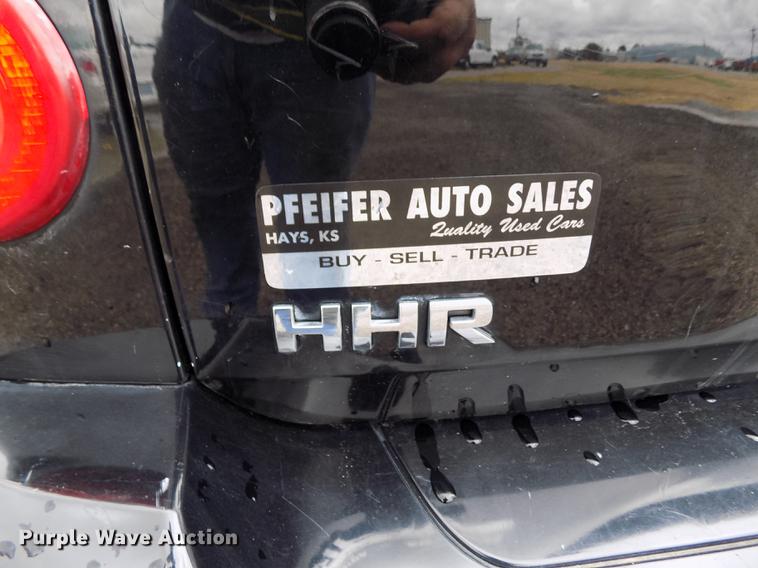 PFEIFER AUTO SALES
HAYS, KS
Quality Used Cars
BUY - SELL - TRADE
HHR
Purple Wave Auction